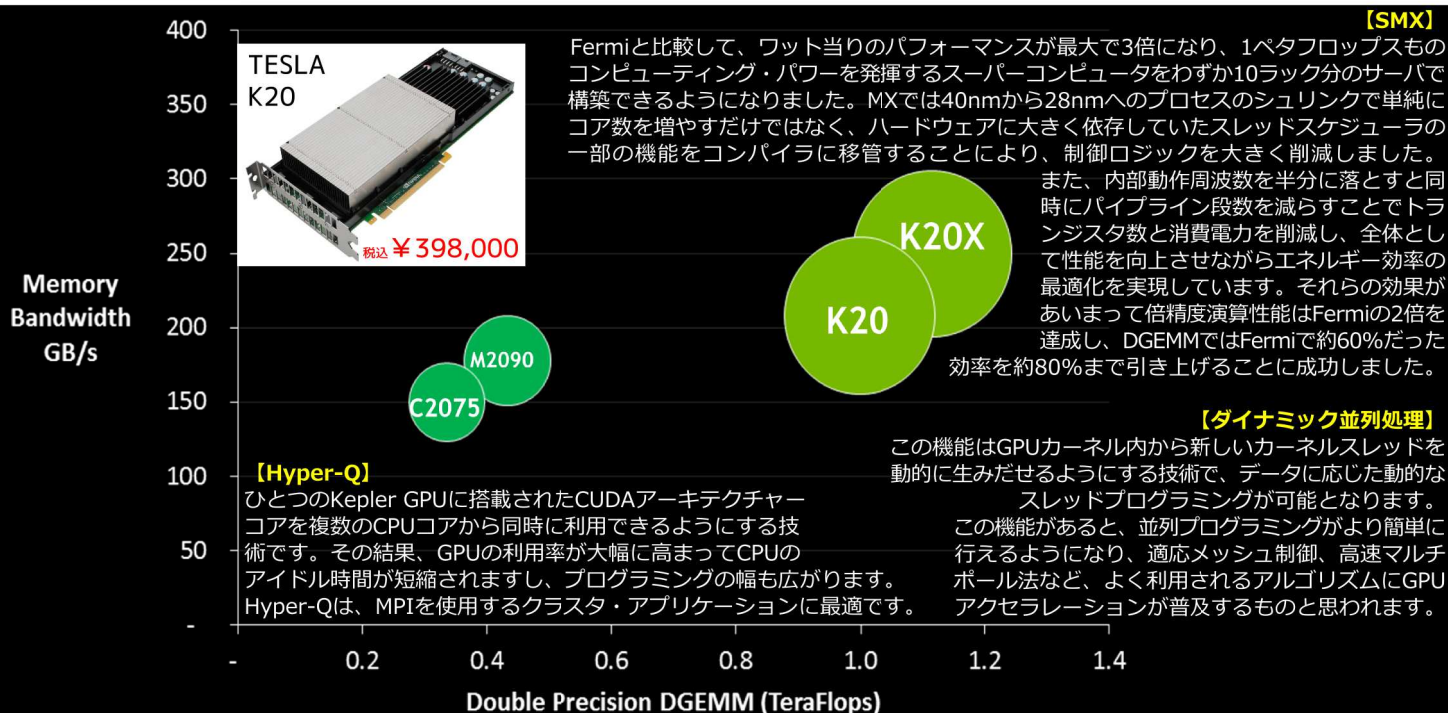 400
350
300
250
200
150
100
50
-
Memory
Bandwidth
GB/s
TESLA
K20
税込 ¥398,000
【SMX】
Fermiと比較して、ワット当りのパフォーマンスが最大で3倍になり、1ペタフロップスもの
コンピューティング・パワーを発揮するスーパーコンピュータをわずか10ラック分のサーバで
構築できるようになりました。MXでは40nmから28nmへのプロセスのシュリンクで単純に
コア数を増やすだけではなく、ハードウェアに大きく依存していたスレッドスケジューラの
一部の機能をコンパイラに移管することにより、制御ロジックを大きく削減しました。
また、内部動作周波数を半分に落とすと同
時にパイプライン段数を減らすことでトラ
ンジスタ数と消費電力を削減し、全体とし
て性能を向上させながらエネルギー効率の
最適化を実現しています。それらの効果が
あいまって倍精度演算性能はFermiの2倍を
達成し、DGEMMではFermiで約60%だった
効率を約80%まで引き上げることに成功しました。
K20X
K20
M2090
C2075
【Hyper-Q】
ひとつのKepler GPUに搭載されたCUDAアーキテクチャー
コアを複数のCPUコアから同時に利用できるようにする技
術です。その結果、GPUの利用率が大幅に高まってCPUの
アイドル時間が短縮されますし、プログラミングの幅も広がります。
Hyper-Qは、MPIを使用するクラスタ・アプリケーションに最適です。
【ダイナミック並列処理】
この機能はGPUカーネル内から新しいカーネルスレッドを
動的に生みだせるようにする技術で、データに応じた動的な
スレッドプログラミングが可能となります。
この機能があると、並列プログラミングがより簡単に
行えるようになり、適応メッシュ制御、高速マルチ
ポール法など、よく利用されるアルゴリズムにGPU
アクセラレーションが普及するものと思われます。
- 0.2 0.4 0.6 0.8 1.0 1.2 1.4
Double Precision DGEMM (TeraFlops)